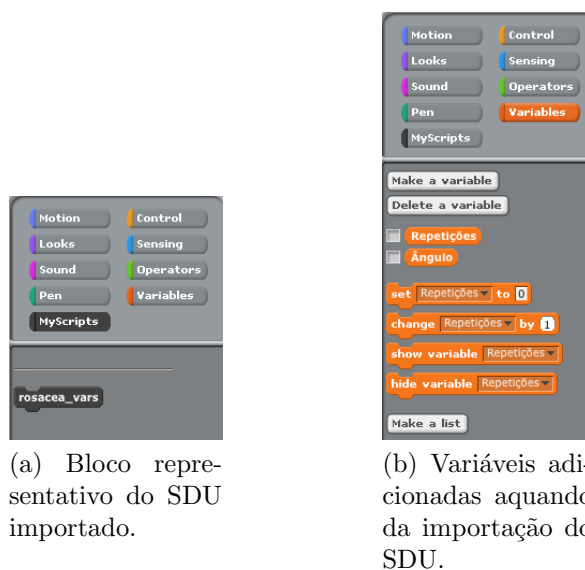 Motion Control
Looks Sensing
Sound Operators
Pen Variables
MyScripts
rosacea_vars
(a) Bloco repre-
sentativo do SDU
importado.
Motion Control
Looks Sensing
Sound Operators
Pen Variables
MyScripts
Make a variable
Delete a variable
Repetições
Ângulo
set Repetições to 0
change Repetições by 1
show variable Repetições
hide variable Repetições
Make a list
(b) Variáveis adi-
cionadas aquando
da importação do
SDU.